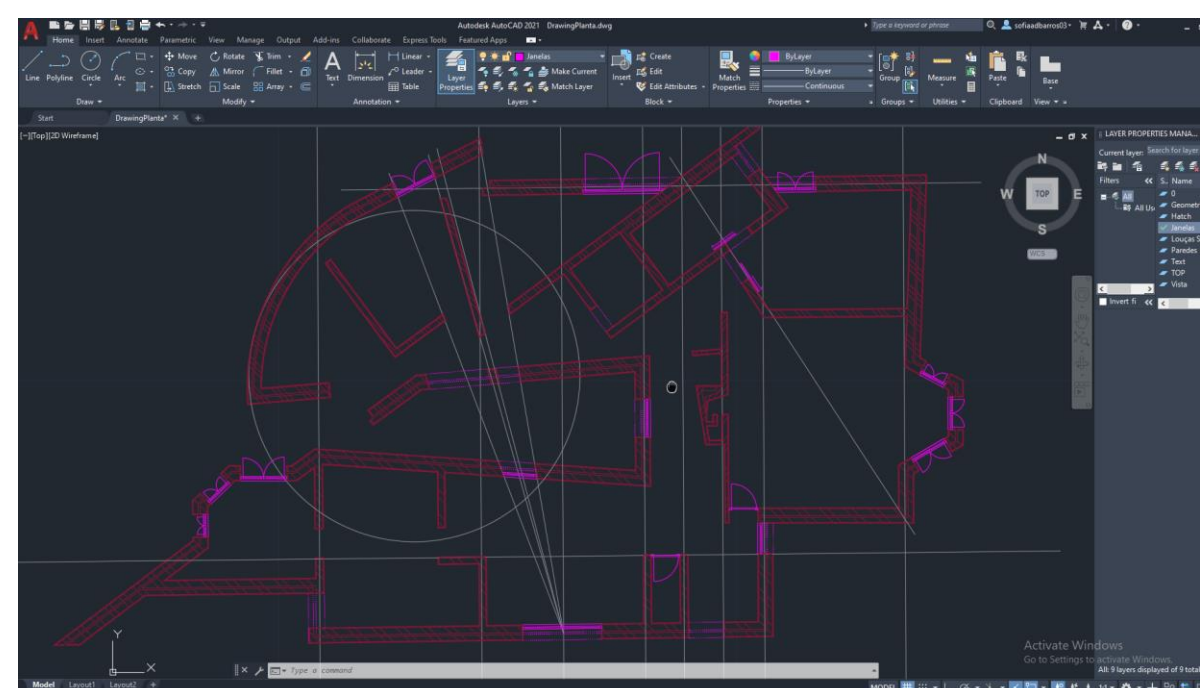 Autodesk AutoCAD 2021 DrawingPlanta.dwg
Type a keyword or phrase
sofiaadbarros03
Home Insert Annotate Parametric View Manage Output Add-ins Collaborate Express Tools Featured Apps
Line Polyline Circle Arc
Move Rotate Trim
Copy Mirror Fillet
Stretch Scale Array
Text Dimension
Linear
Leader
Table
Layer Properties
Janelas
Make Current
Match Layer
Insert
Create
Edit
Edit Attributes
Match Properties
ByLayer
ByLayer
Continuous
Group
Measure
Paste
Base
Draw Modify Annotation Layers Block Properties Groups Utilities Clipboard View
Start DrawingPlanta*
[−][Top][2D Wireframe]
N
W TOP E
S
WCS
LAYER PROPERTIES MANA...
Current layer:
Search for layer
Filters
S.. Name
All
All Us
0
Geometr
Hatch
Janelas
Louças S
Paredes
Text
TOP
Vista
Invert fi
Y
X
Type a command
Activate Windows
Go to Settings to activate Windows.
All: 9 layers displayed of 9 total
Model Layout1 Layout2 +
MODEL